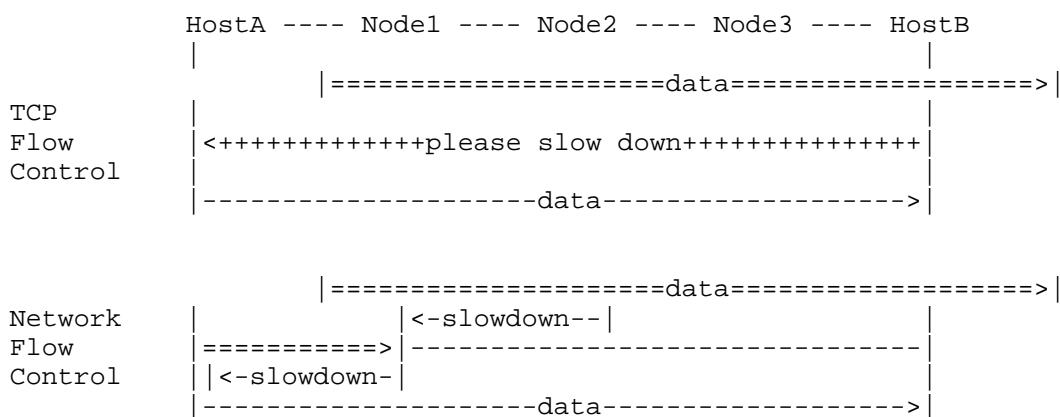 HostA ---- Node1 ---- Node2 ---- Node3 ---- HostB
|                                             |
|=====================data===================>|
TCP         |                                             |
Flow        |<+++++++++++++please slow down+++++++++++++++|
Control     |                                             |
|---------------------data------------------->|
|=====================data===================>|
Network     |            |<-slowdown--|                   |
Flow        |===========>|--------------------------------|
Control     ||<-slowdown-|                                |
|---------------------data------------------->|